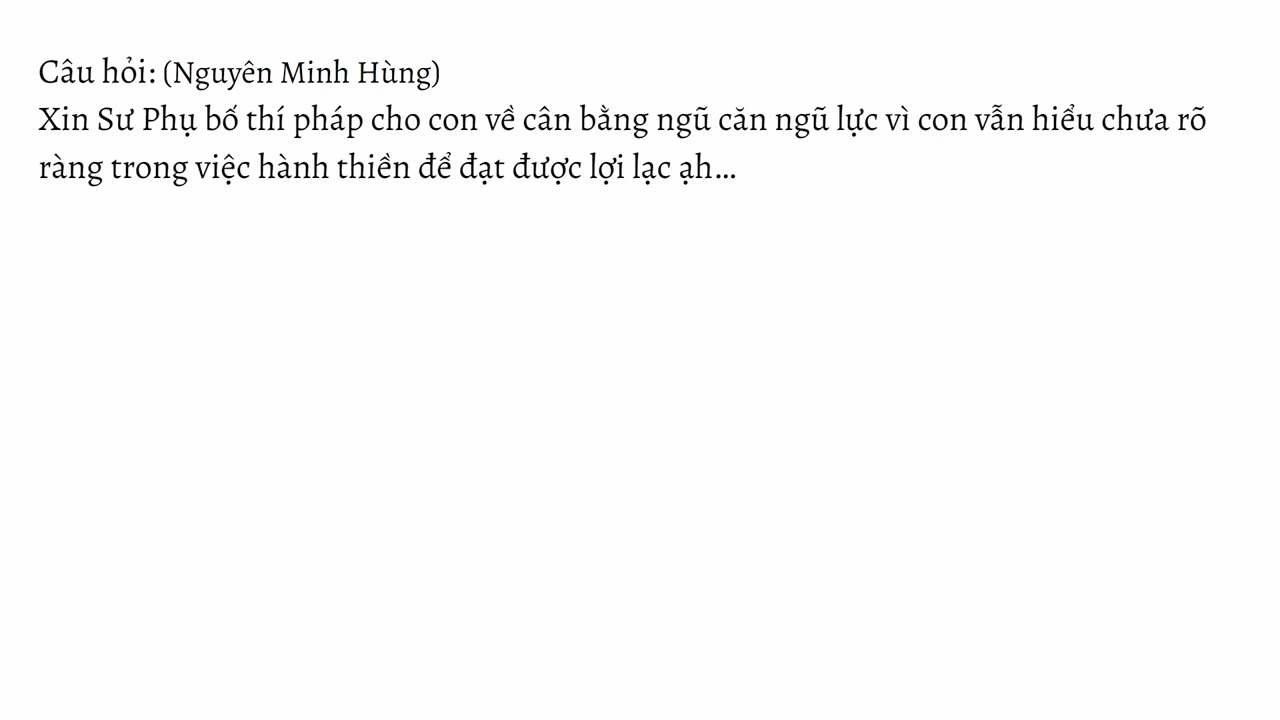 Câu hỏi: (Nguyên Minh Hùng)
Xin Sư Phụ bố thí pháp cho con về cân bằng ngũ căn ngũ lực vì con vẫn hiểu chưa rõ
ràng trong việc hành thiền để đạt được lợi lạc ạh...